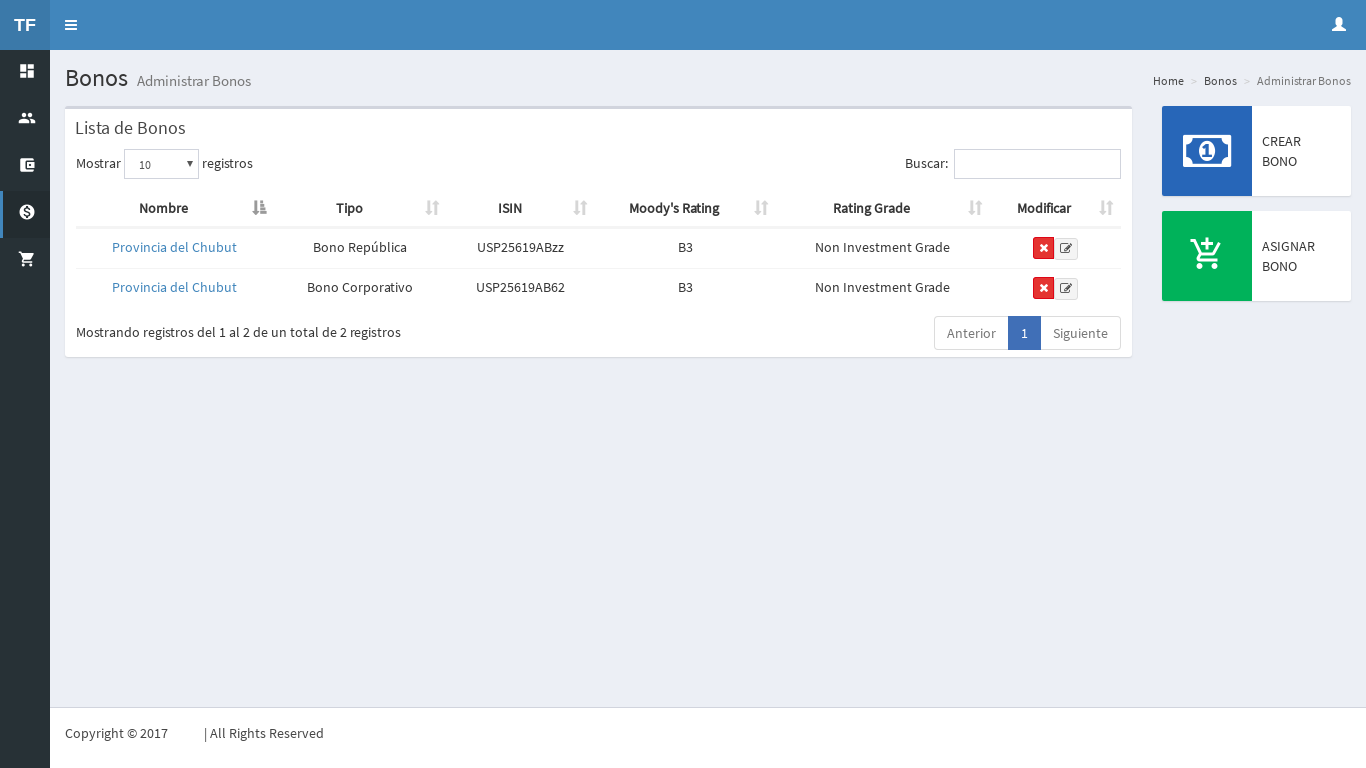 TF
Bonos Administrar Bonos
Home > Bonos > Administrar Bonos
Lista de Bonos
Mostrar 10 registros
Buscar:
Nombre Tipo ISIN Moody's Rating Rating Grade Modificar
Provincia del Chubut Bono República USP25619ABzz B3 Non Investment Grade
Provincia del Chubut Bono Corporativo USP25619AB62 B3 Non Investment Grade
Mostrando registros del 1 al 2 de un total de 2 registros
Anterior 1 Siguiente
CREAR
BONO
ASIGNAR
BONO
Copyright © 2017 | All Rights Reserved